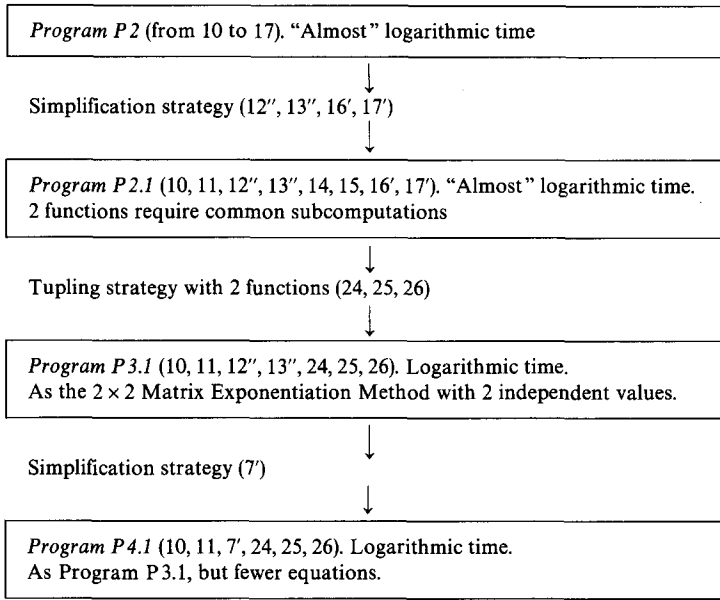 Program P2 (from 10 to 17). “Almost” logarithmic time
Simplification strategy (12″, 13″, 16′, 17′)
Program P2.1 (10, 11, 12″, 13″, 14, 15, 16′, 17′). “Almost” logarithmic time.
2 functions require common subcomputations
Tupling strategy with 2 functions (24, 25, 26)
Program P3.1 (10, 11, 12″, 13″, 24, 25, 26). Logarithmic time.
As the 2 × 2 Matrix Exponentiation Method with 2 independent values.
Simplification strategy (7′)
Program P4.1 (10, 11, 7′, 24, 25, 26). Logarithmic time.
As Program P3.1, but fewer equations.